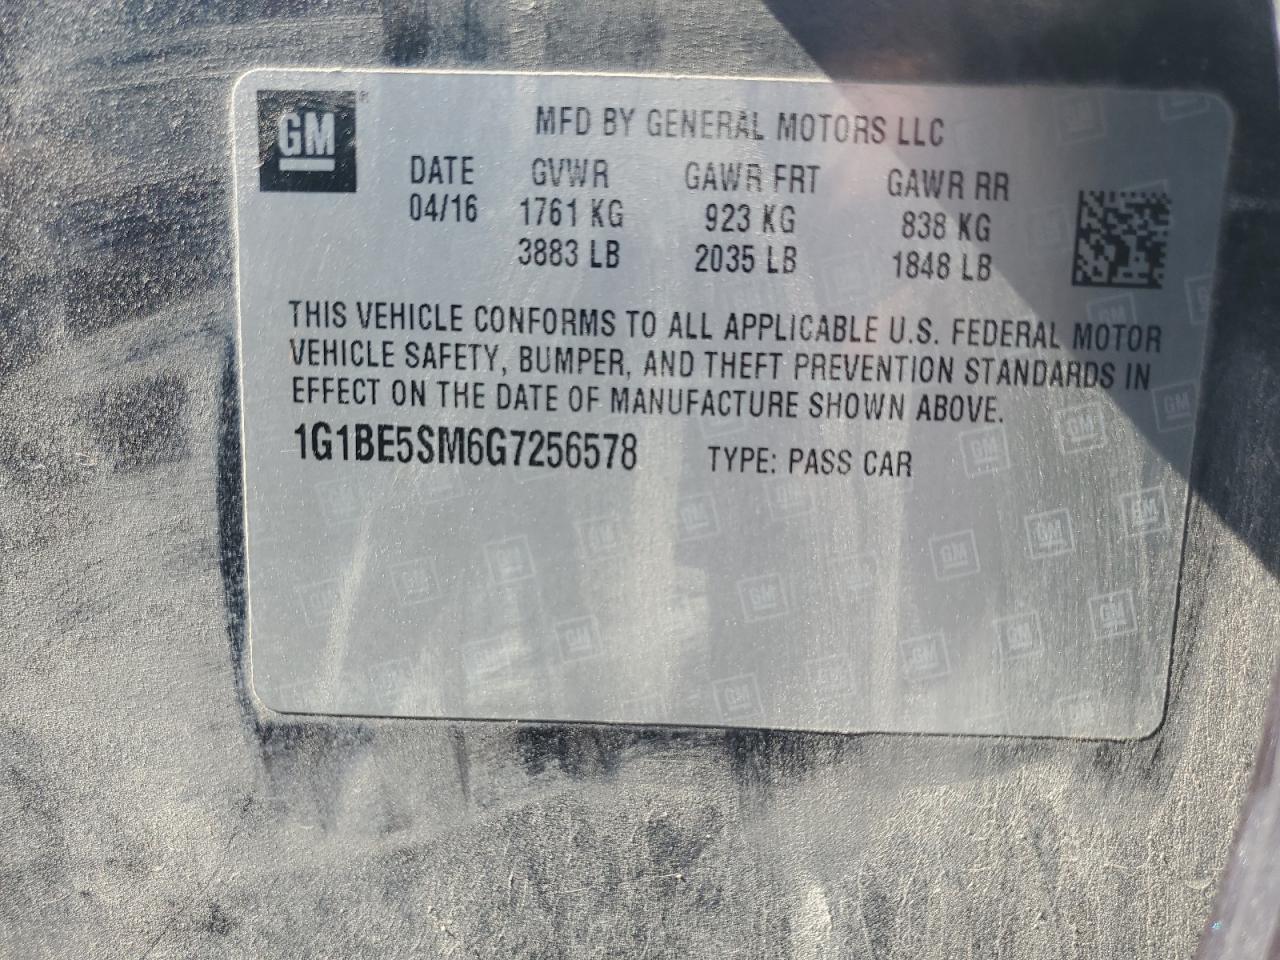 GM
MFD BY GENERAL MOTORS LLC
DATE GVWR GAWR FRT GAWR RR
04/16 1761 KG 923 KG 838 KG
3883 LB 2035 LB 1848 LB
THIS VEHICLE CONFORMS TO ALL APPLICABLE U.S. FEDERAL MOTOR
VEHICLE SAFETY, BUMPER, AND THEFT PREVENTION STANDARDS IN
EFFECT ON THE DATE OF MANUFACTURE SHOWN ABOVE.
1G1BE5SM6G7256578 TYPE: PASS CAR